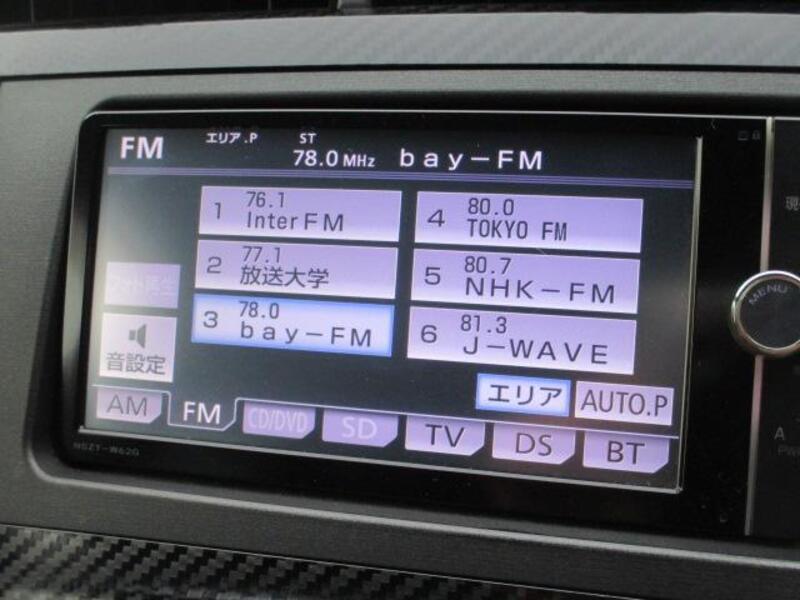 FM エリア.P ST 78.0 MHz bay-FM
1 76.1 InterFM
2 77.1 放送大学
3 78.0 bay-FM
4 80.0 TOKYO FM
5 80.7 NHK-FM
6 81.3 J-WAVE
音設定
エリア AUTO.P
AM FM CD/DVD SD TV DS BT
NSZT-W62G
MENU
現
A